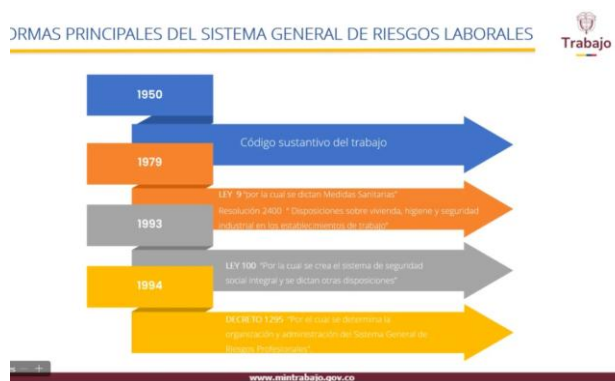 ORMAS PRINCIPALES DEL SISTEMA GENERAL DE RIESGOS LABORALES
Trabajo
1950
Código sustantivo del trabajo
1979
LEY 9 "por la cual se dictan Medidas Sanitarias"
Resolución 2400 " Disposiciones sobre vivienda, higiene y seguridad
industrial en los establecimientos de trabajo"
1993
LEY 100 "Por la cual se crea el sistema de seguridad
social integral y se dictan otras disposiciones"
1994
DECRETO 1295 "Por el cual se determina la
organización y administración del Sistema General de
Riesgos Profesionales"
www.mintrabajo.gov.co